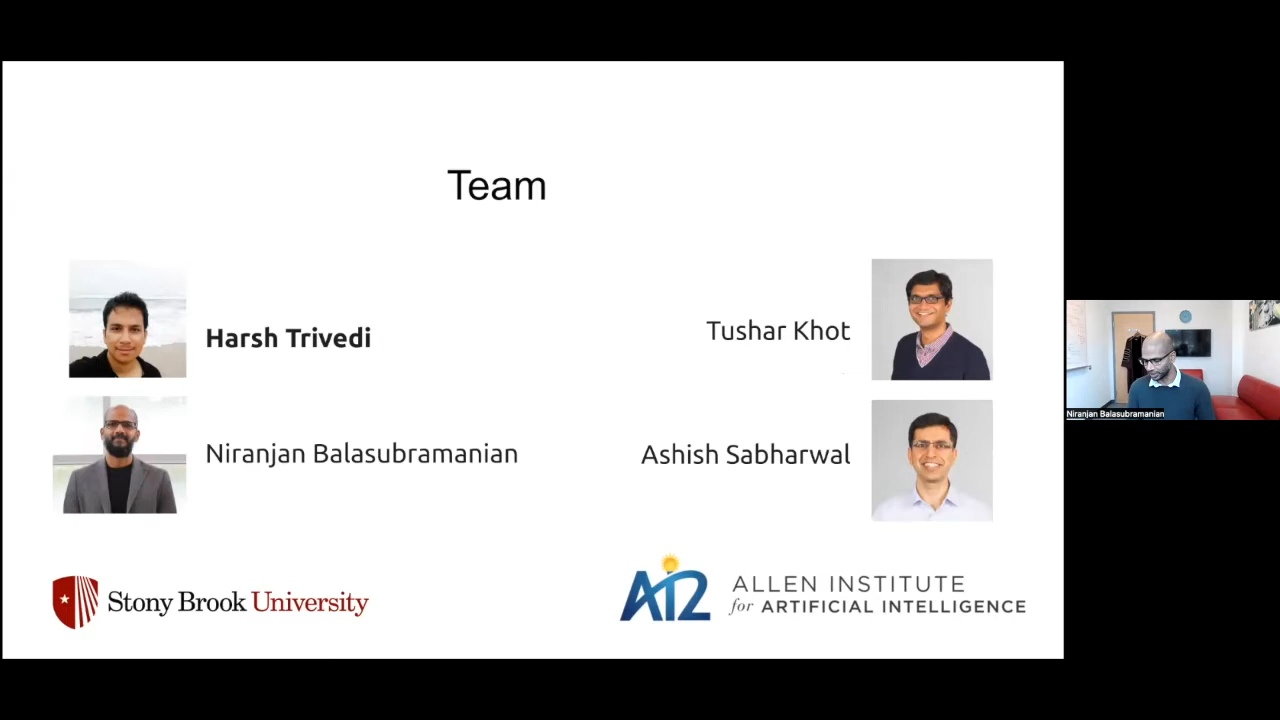 Team
Harsh Trivedi
Tushar Khot
Niranjan Balasubramanian
Ashish Sabharwal
Stony Brook University
AI2 ALLEN INSTITUTE
for ARTIFICIAL INTELLIGENCE
Niranjan Balasubramanian